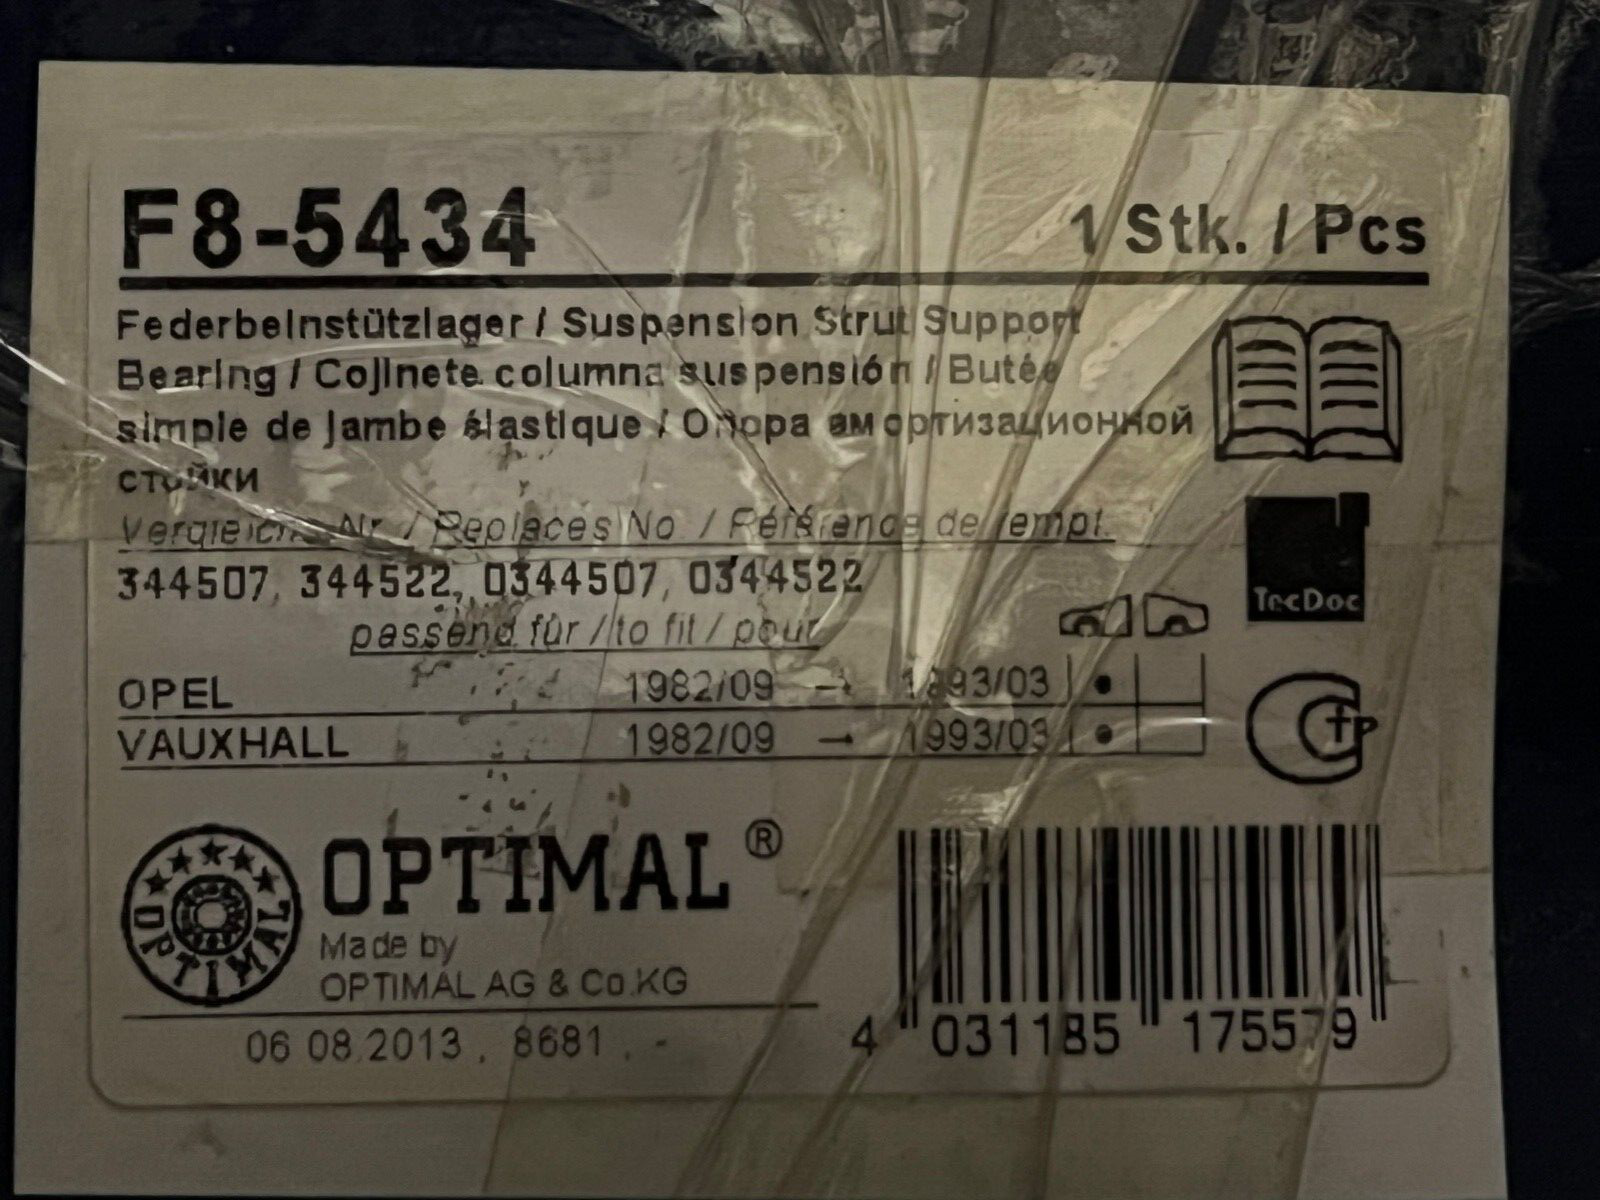 F8-5434
1 Stk. / Pcs
Federbeinstützlager / Suspension Strut Support
Bearing / Cojinete columna suspensión / Butée
simple de jambe élastique / Опора амортизационной
стойки
Vergleichs Nr. / Replaces No. / Référence de rempl.
344507, 344522, 0344507, 0344522
passend für / to fit / pour
TecDoc
OPEL 1982/09 → 1993/03
VAUXHALL 1982/09 → 1993/03
OPTIMAL ®
OPTIMAL
Made by
OPTIMAL AG & Co.KG
06.08.2013, 8681
4 031185 175579